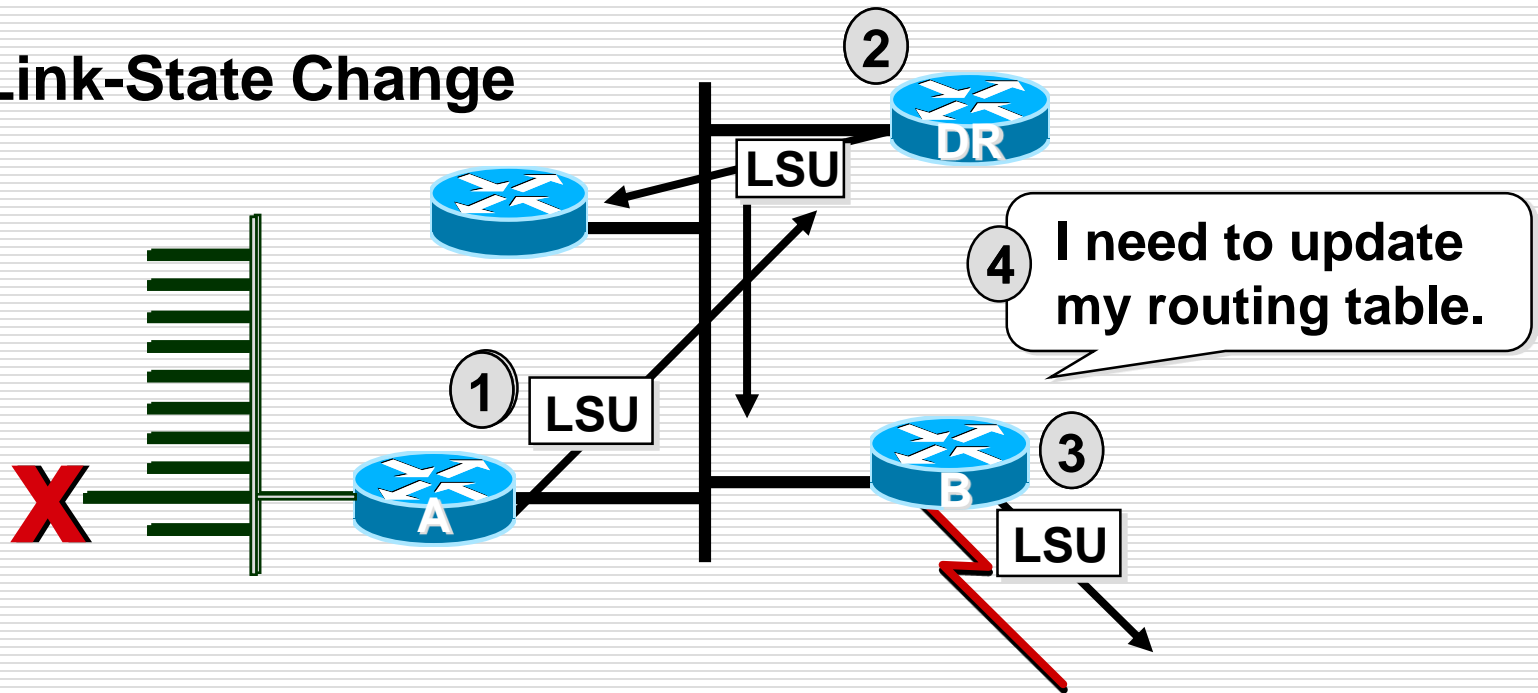 Link-State Change
2
DR
LSU
4
I need to update
my routing table.
1
LSU
A
B
3
LSU
X